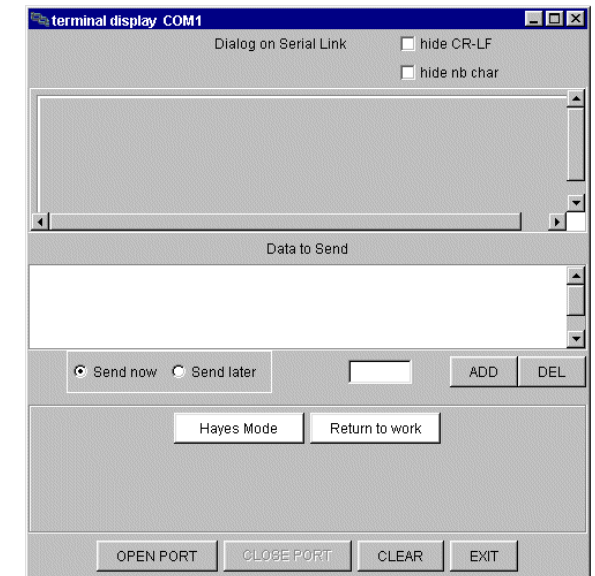 terminal display COM1
Dialog on Serial Link hide CR-LF
hide nb char
Data to Send
Send now Send later ADD DEL
Hayes Mode Return to work
OPEN PORT CLOSE PORT CLEAR EXIT